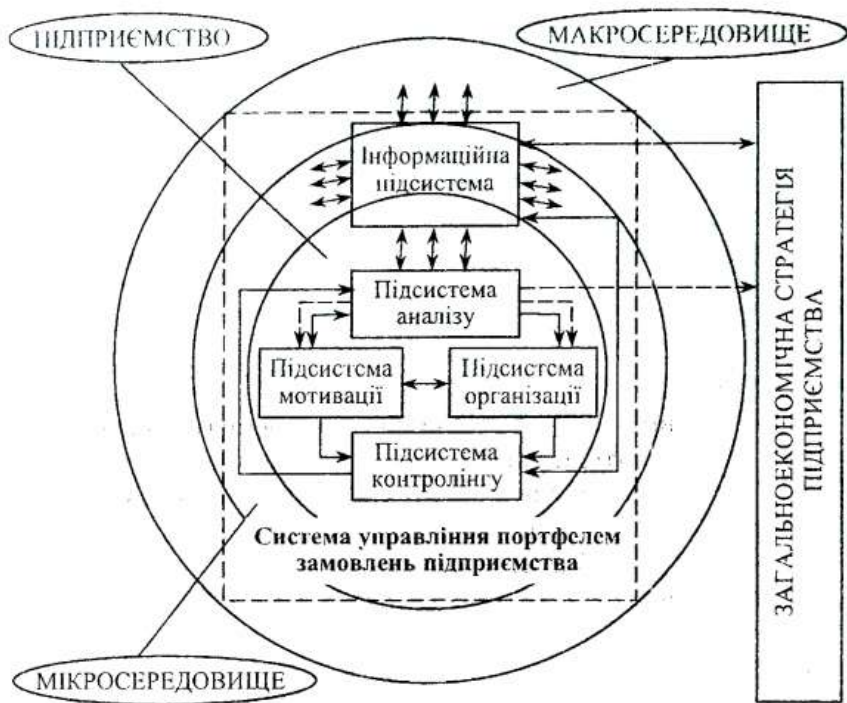 ПІДПРИЄМСТВО
МАКРОСЕРЕДОВИЩЕ
Інформаційна
підсистема
Підсистема
аналізу
Підсистема
мотивації
Підсистема
організації
Підсистема
контролінгу
Система управління портфелем
замовлень підприємства
МІКРОСЕРЕДОВИЩЕ
ЗАГАЛЬНОЕКОНОМІЧНА СТРАТЕГІЯ
ПІДПРИЄМСТВА